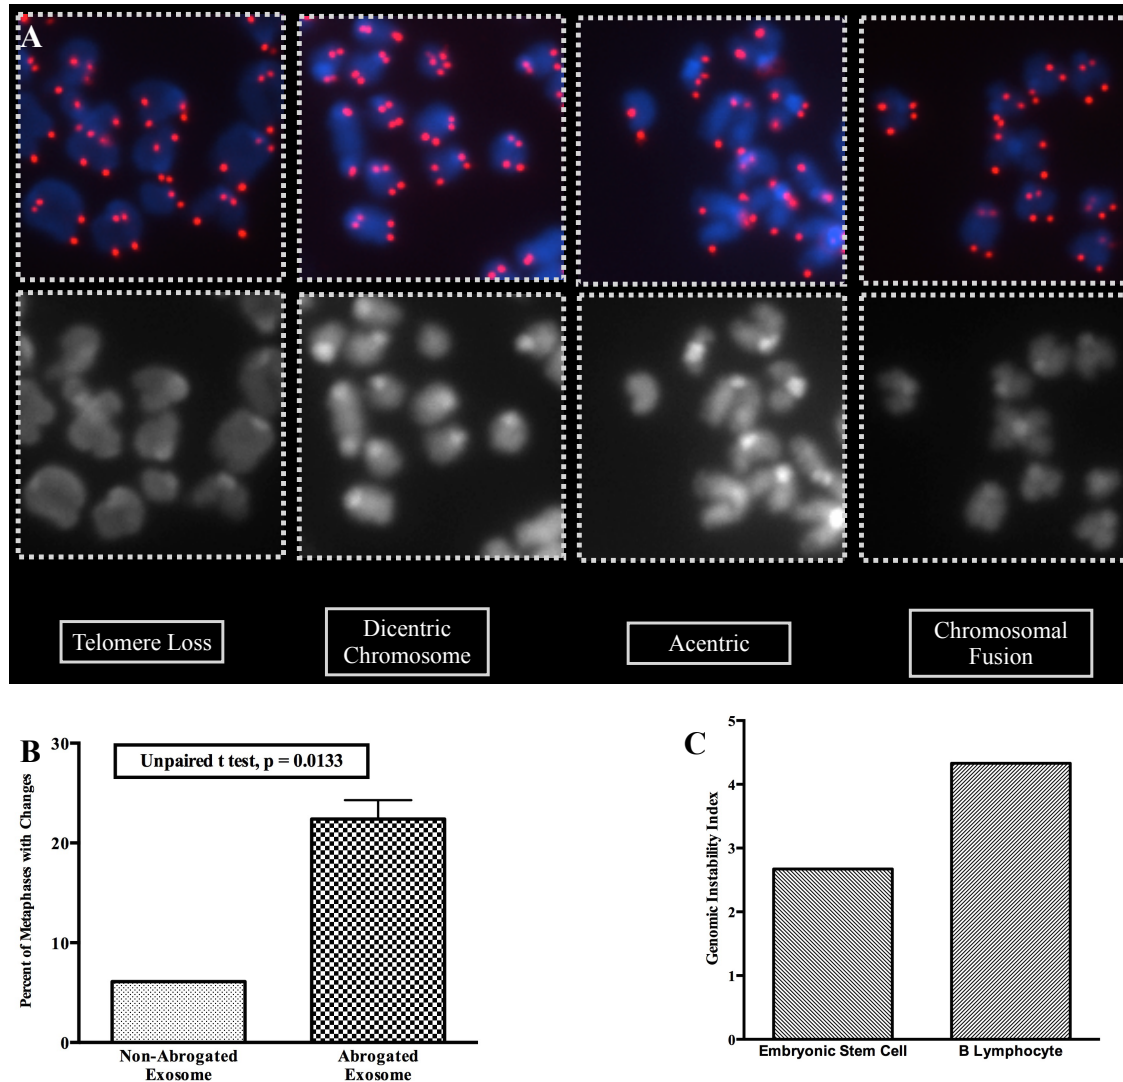 A
Telomere Loss
Dicentric
Chromosome
Acentric
Chromosomal
Fusion
B
Unpaired t test, p = 0.0133
Percent of Metaphases with Changes
30
20
10
0
Non-Abrogated
Exosome
Abrogated
Exosome
C
Genomic Instability Index
5
4
3
2
1
0
Embryonic Stem Cell
B Lymphocyte